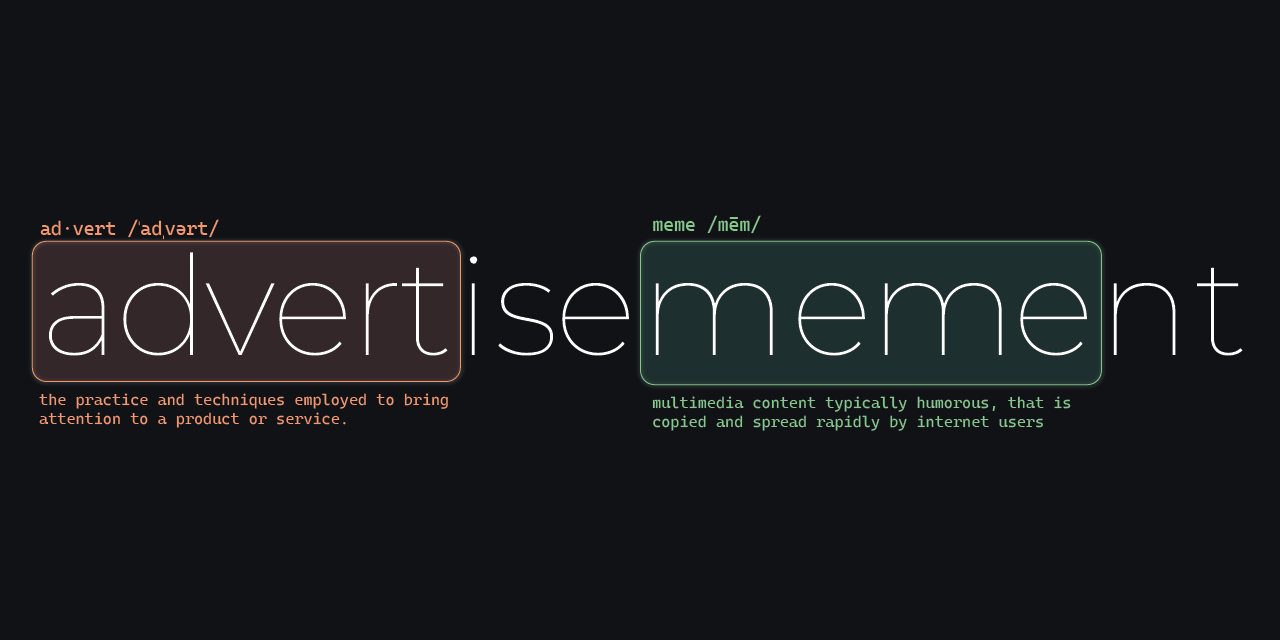 ad·vert /ˈadˌvərt/
meme /mēm/
advertisemement
the practice and techniques employed to bring
attention to a product or service.
multimedia content typically humorous, that is
copied and spread rapidly by internet users